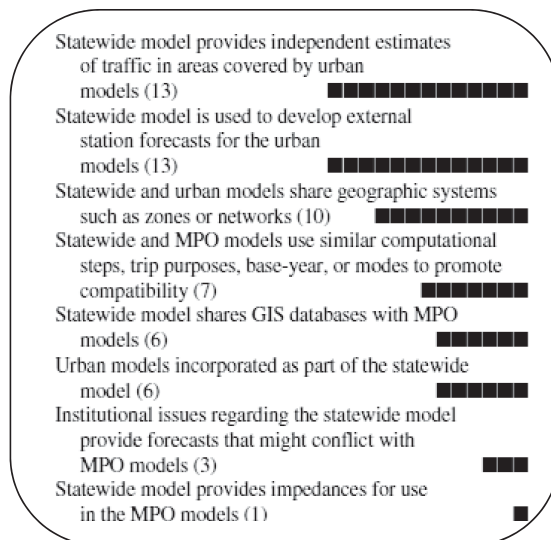 Statewide model provides independent estimates
of traffic in areas covered by urban
models (13)
Statewide model is used to develop external
station forecasts for the urban
models (13)
Statewide and urban models share geographic systems
such as zones or networks (10)
Statewide and MPO models use similar computational
steps, trip purposes, base-year, or modes to promote
compatibility (7)
Statewide model shares GIS databases with MPO
models (6)
Urban models incorporated as part of the statewide
model (6)
Institutional issues regarding the statewide model
provide forecasts that might conflict with
MPO models (3)
Statewide model provides impedances for use
in the MPO models (1)